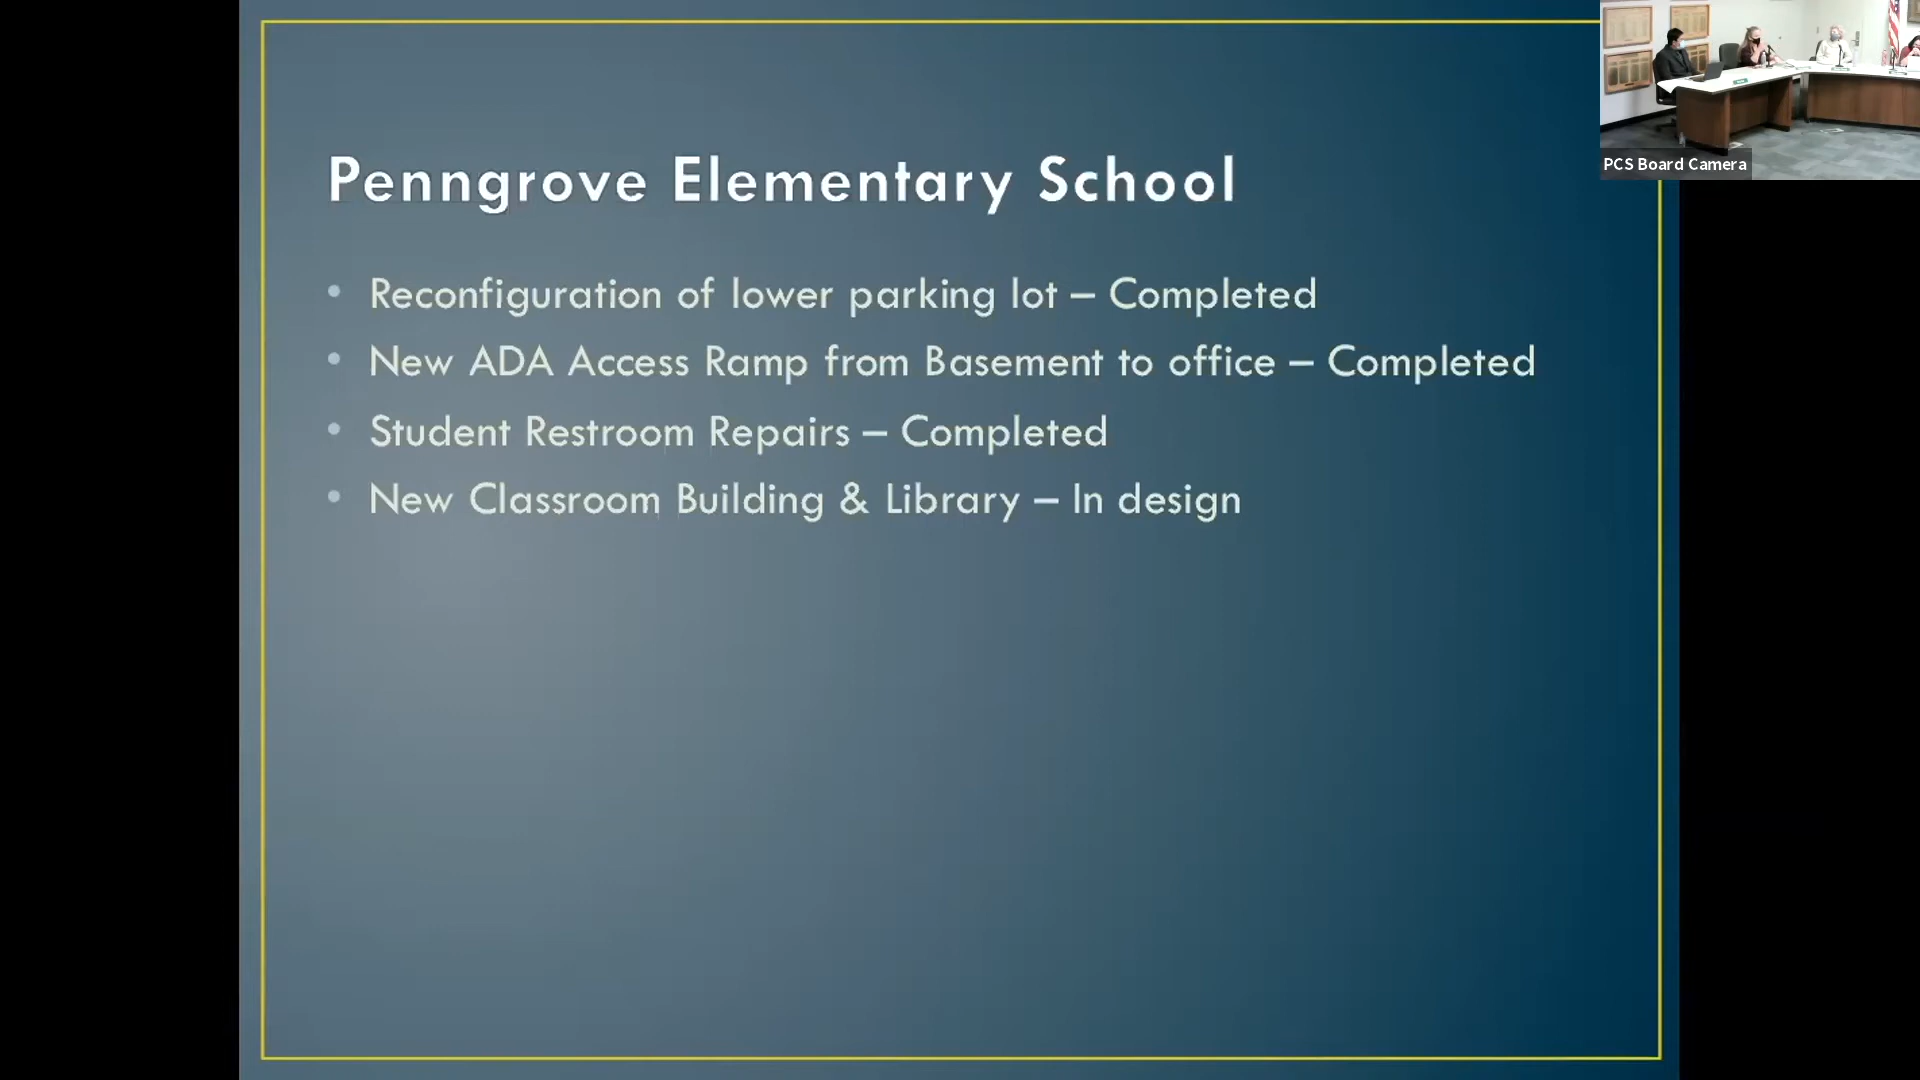 Penngrove Elementary School
• Reconfiguration of lower parking lot – Completed
• New ADA Access Ramp from Basement to office – Completed
• Student Restroom Repairs – Completed
• New Classroom Building & Library – In design
PCS Board Camera